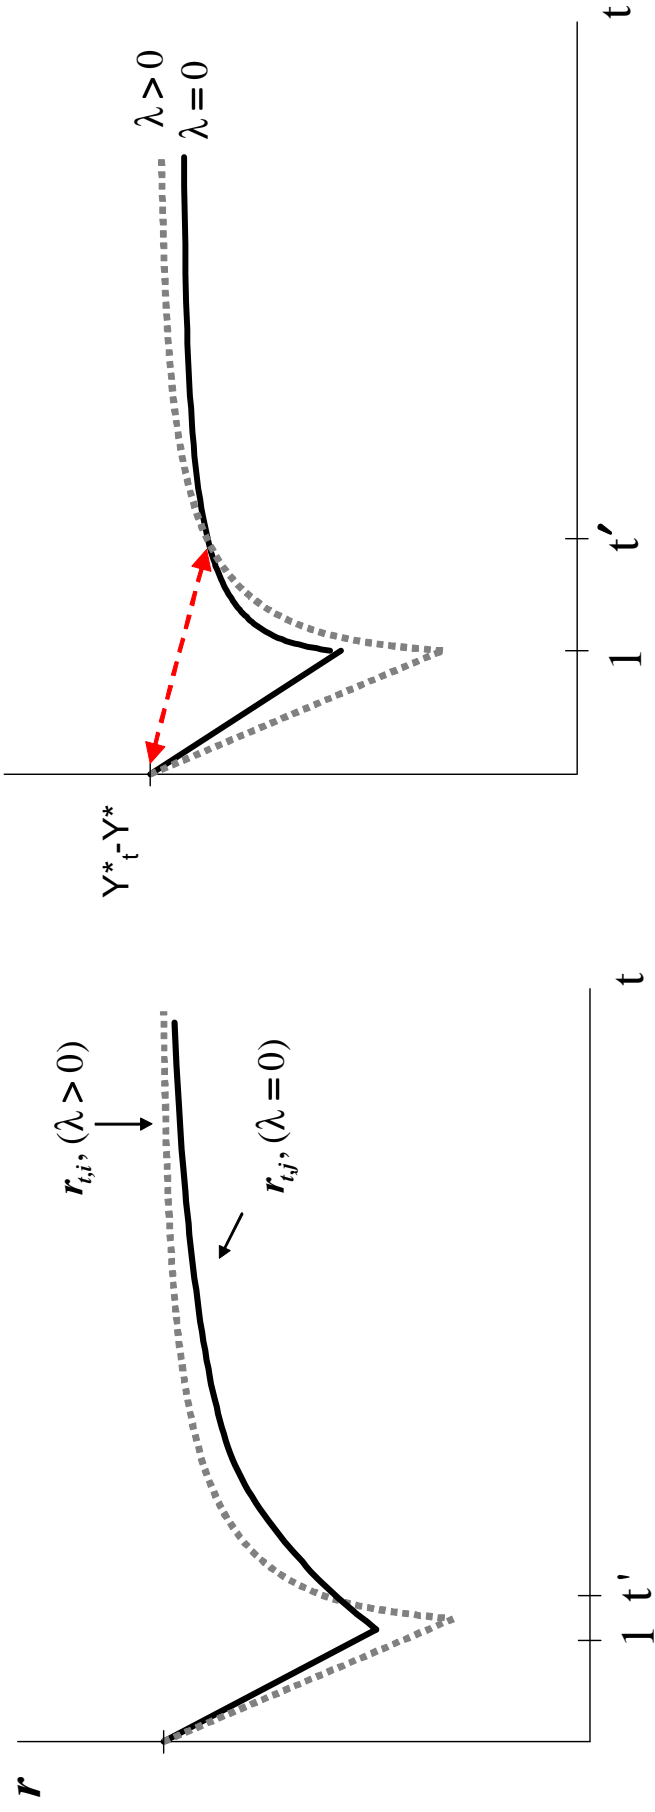 r
r_{t,i}, (λ > 0)
r_{t,j}, (λ = 0)
1
t'
t
Y*_t-Y*
λ > 0
λ = 0
1
t′
t